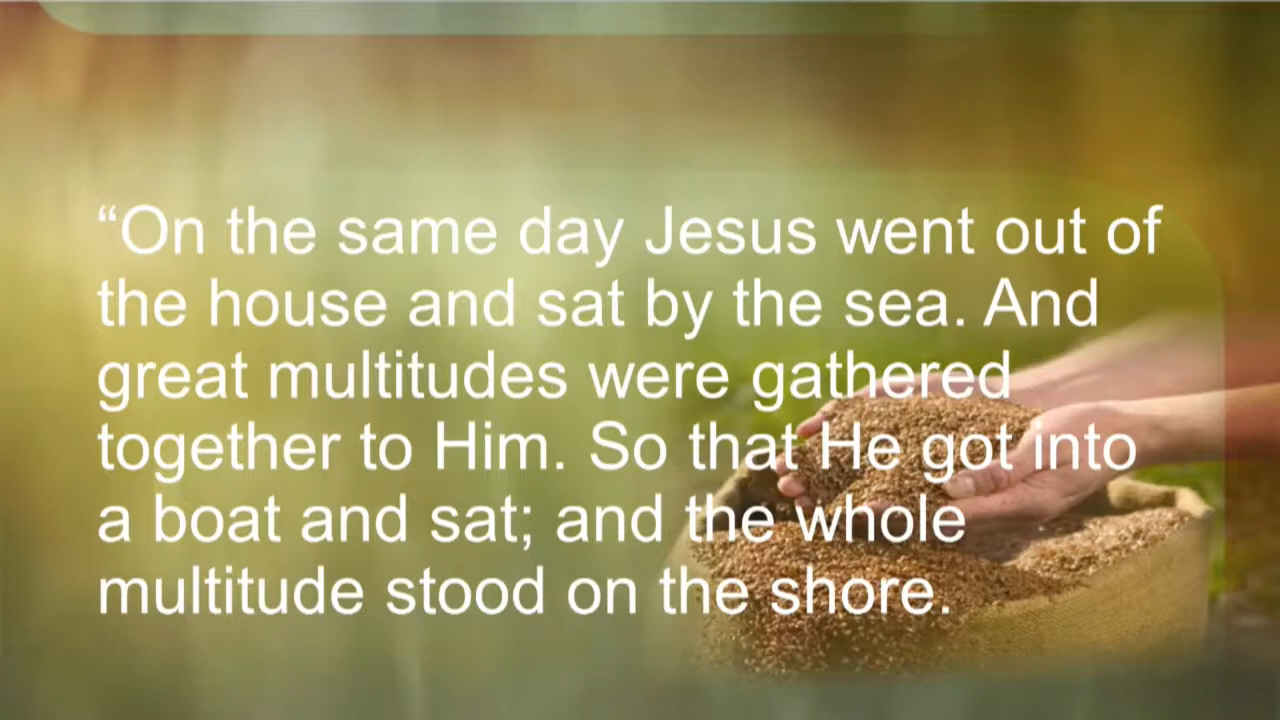 “On the same day Jesus went out of
the house and sat by the sea. And
great multitudes were gathered
together to Him. So that He got into
a boat and sat; and the whole
multitude stood on the shore.